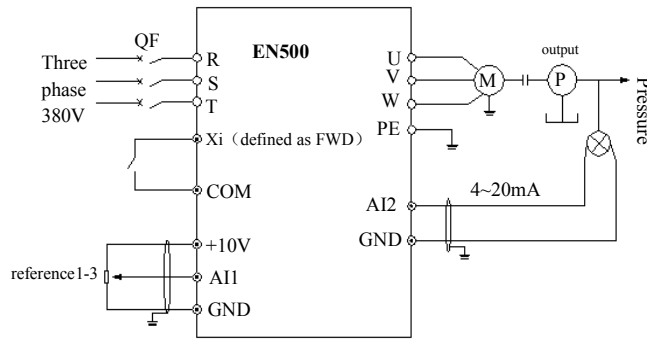 QF
EN500
output
Three
phase
380V
R
S
T
U
V
W
M
P
Pressure
Xi（defined as FWD）
PE
COM
AI2
4~20mA
GND
+10V
reference1-3
AI1
GND